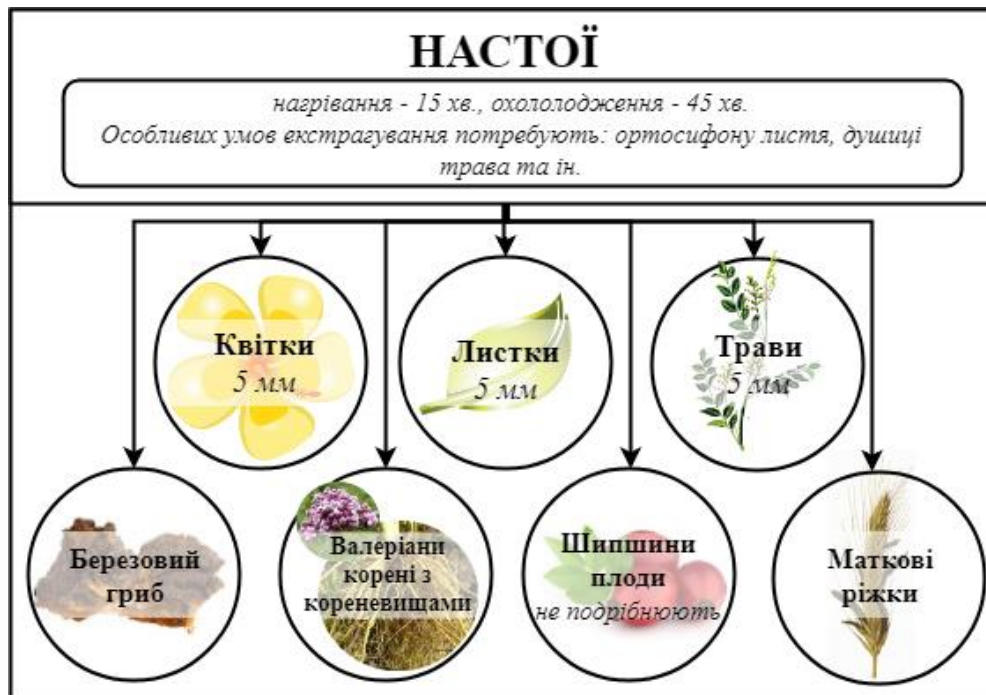 НАСТОЇ
нагрівання - 15 хв., охололодження - 45 хв.
Особливих умов екстрагування потребують: ортосифону листя, душиці
трава та ін.
Квітки
5 мм
Листки
5 мм
Трави
5 мм
Березовий
гриб
Валеріани
корені з
кореневищами
Шипшини
плоди
не подрібнюють
Маткові
ріжки